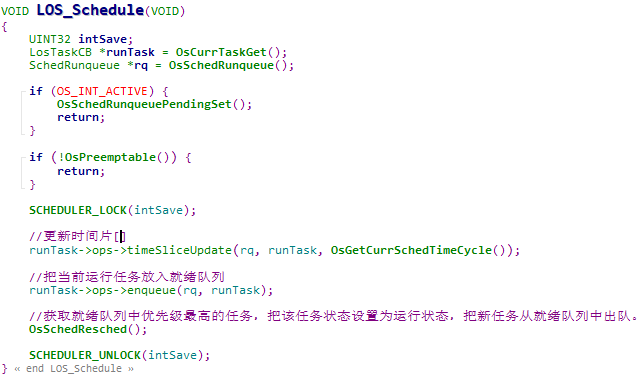 VOID LOS_Schedule(VOID)
{
UINT32 intSave;
LosTaskCB *runTask = OsCurrTaskGet();
SchedRunqueue *rq = OsSchedRunqueue();
if (OS_INT_ACTIVE) {
OsSchedRunqueuePendingSet();
return;
}
if (!OsPreemptable()) {
return;
}
SCHEDULER_LOCK(intSave);
//更新时间片[]
runTask->ops->timeSliceUpdate(rq, runTask, OsGetCurrSchedTimeCycle());
//把当前运行任务放入就绪队列
runTask->ops->enqueue(rq, runTask);
//获取就绪队列中优先级最高的任务，把该任务状态设置为运行状态，把新任务从就绪队列中出队。
OsSchedResched();
SCHEDULER_UNLOCK(intSave);
} « end LOS_Schedule »